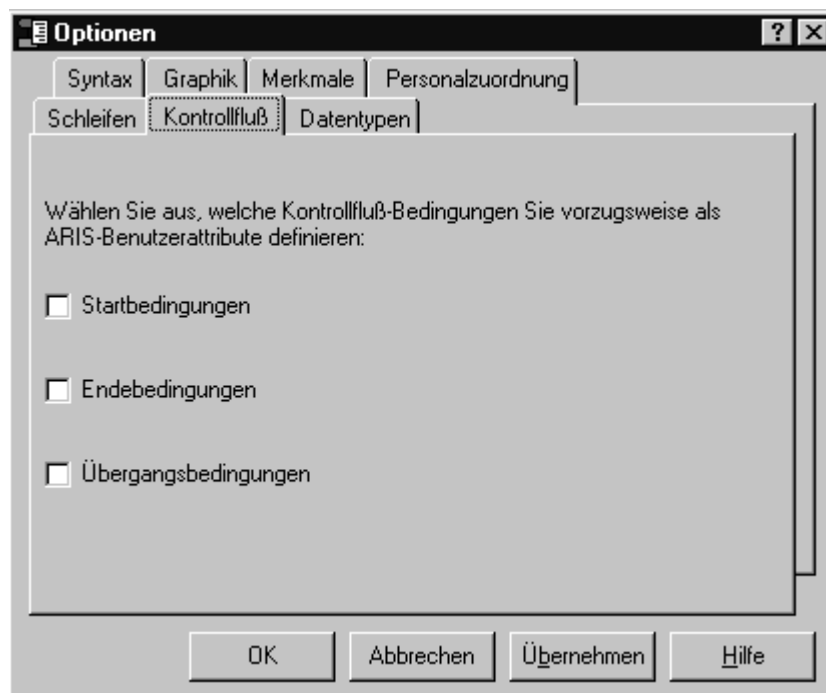 Optionen
Syntax Graphik Merkmale Personalzuordnung
Schleifen Kontrollfluß Datentypen
Wählen Sie aus, welche Kontrollfluß-Bedingungen Sie vorzugsweise als
ARIS-Benutzerattribute definieren:
Startbedingungen
Endebedingungen
Übergangsbedingungen
OK Abbrechen Übernehmen Hilfe